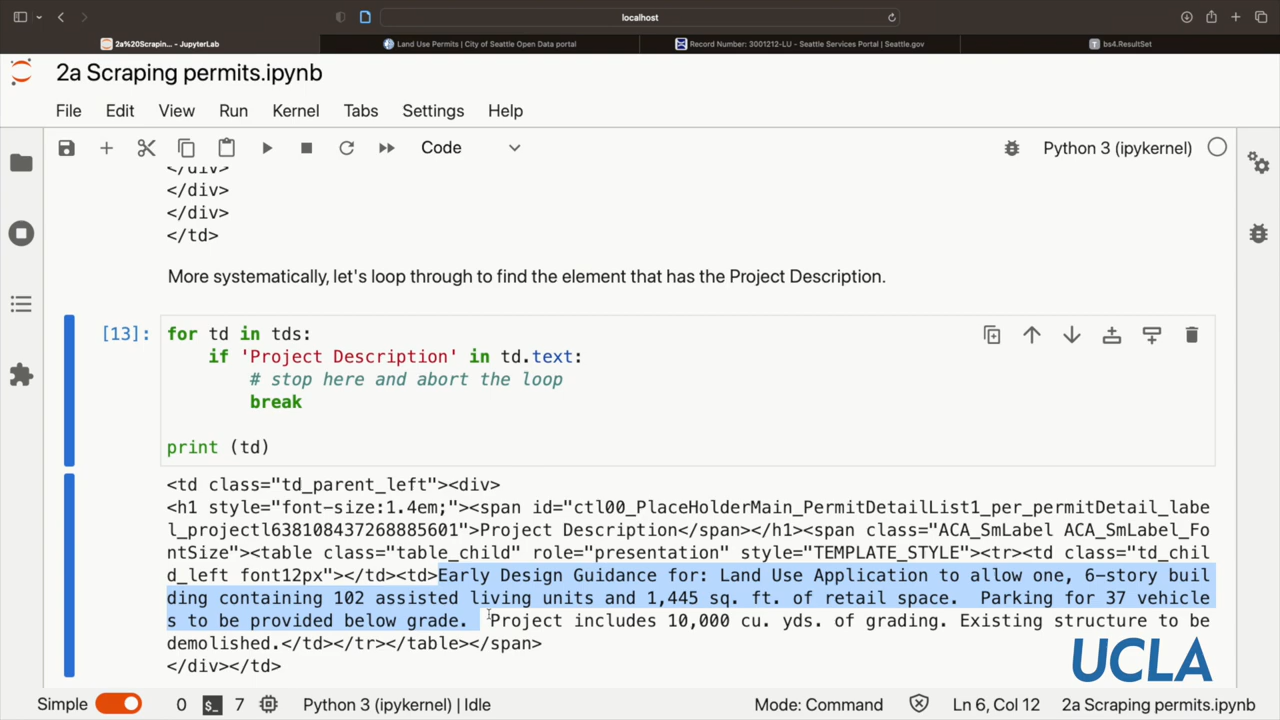 localhost
2a%20Scrapin... - JupyterLab
Land Use Permits | City of Seattle Open Data portal
Record Number: 3001212-LU - Seattle Services Portal | Seattle.gov
T bs4.ResultSet
2a Scraping permits.ipynb
File Edit View Run Kernel Tabs Settings Help
Code
Python 3 (ipykernel)
</div>
</div>
</div>
</td>
More systematically, let's loop through to find the element that has the Project Description.
[13]: for td in tds:
if 'Project Description' in td.text:
# stop here and abort the loop
break
print (td)
<td class="td_parent_left"><div>
<h1 style="font-size:1.4em;"><span id="ctl00_PlaceHolderMain_PermitDetailList1_per_permitDetail_labe
l_projectl638108437268885601">Project Description</span></h1><span class="ACA_SmLabel ACA_SmLabel_Fo
ntSize"><table class="table_child" role="presentation" style="TEMPLATE_STYLE"><tr><td class="td_chil
d_left font12px"></td><td>Early Design Guidance for: Land Use Application to allow one, 6-story buil
ding containing 102 assisted living units and 1,445 sq. ft. of retail space.  Parking for 37 vehicle
s to be provided below grade.  Project includes 10,000 cu. yds. of grading. Existing structure to be
demolished.</td></tr></table></span>
</div></td>
UCLA
Simple 0 $_ 7 Python 3 (ipykernel) | Idle
Mode: Command Ln 6, Col 12 2a Scraping permits.ipynb